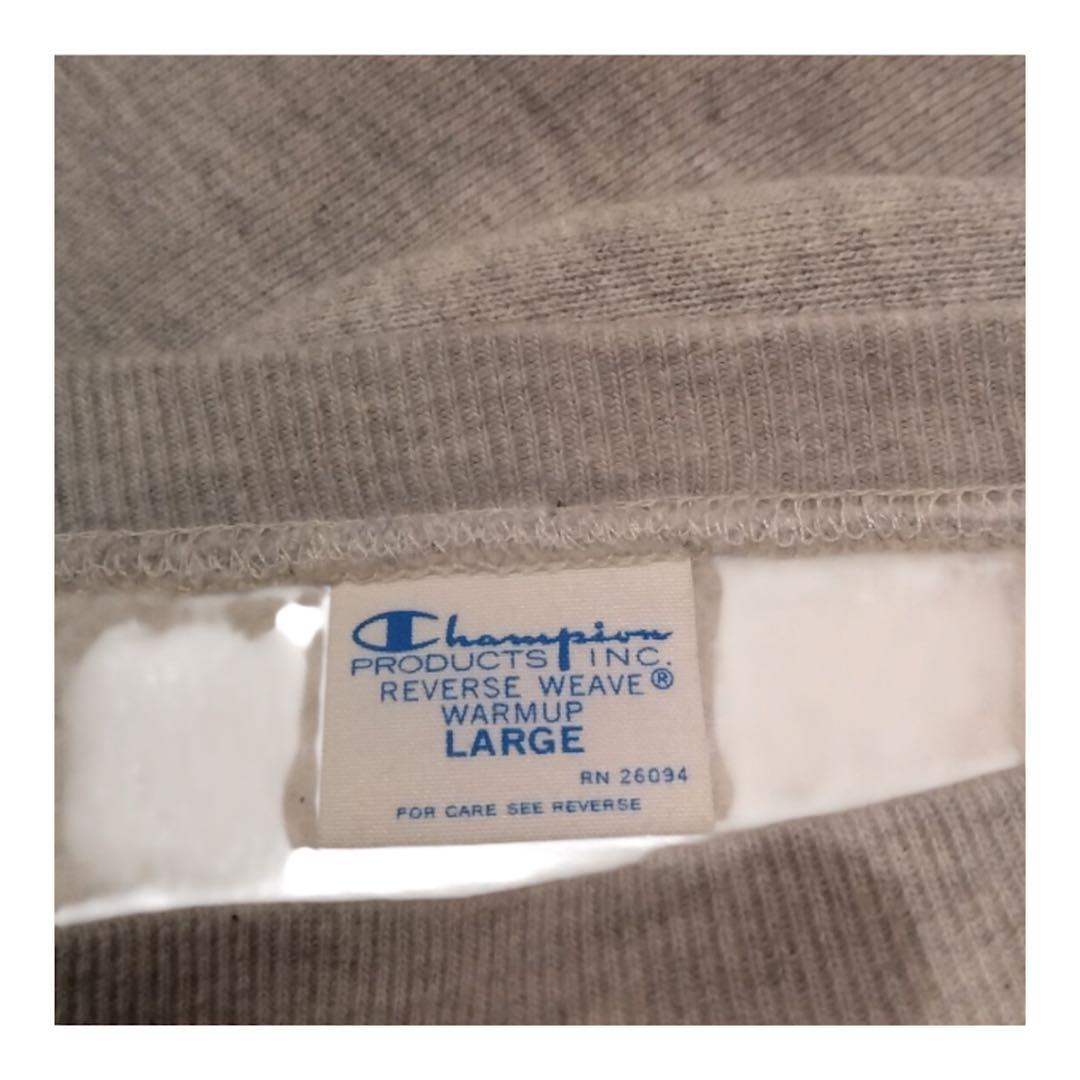 Champion
PRODUCTS INC.
REVERSE WEAVE®
WARMUP
LARGE
RN 26094
FOR CARE SEE REVERSE